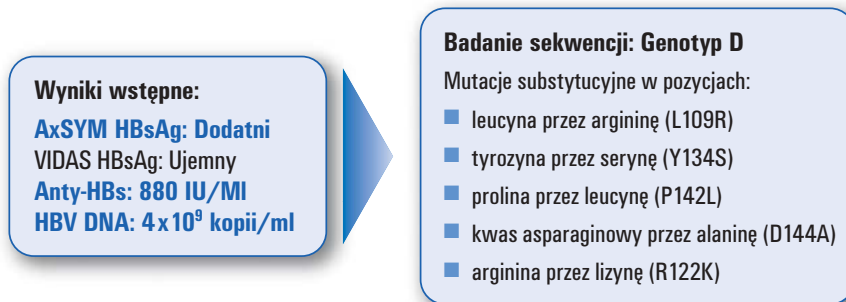 Wyniki wstępne:
AxSYM HBsAg: Dodatni
VIDAS HBsAg: Ujemny
Anty-HBs: 880 IU/Ml
HBV DNA: 4x10⁹ kopii/ml
Badanie sekwencji: Genotyp D
Mutacje substytucyjne w pozycjach:
leucyna przez argininę (L109R)
tyrozyna przez serynę (Y134S)
prolina przez leucynę (P142L)
kwas asparaginowy przez alaninę (D144A)
arginina przez lizynę (R122K)